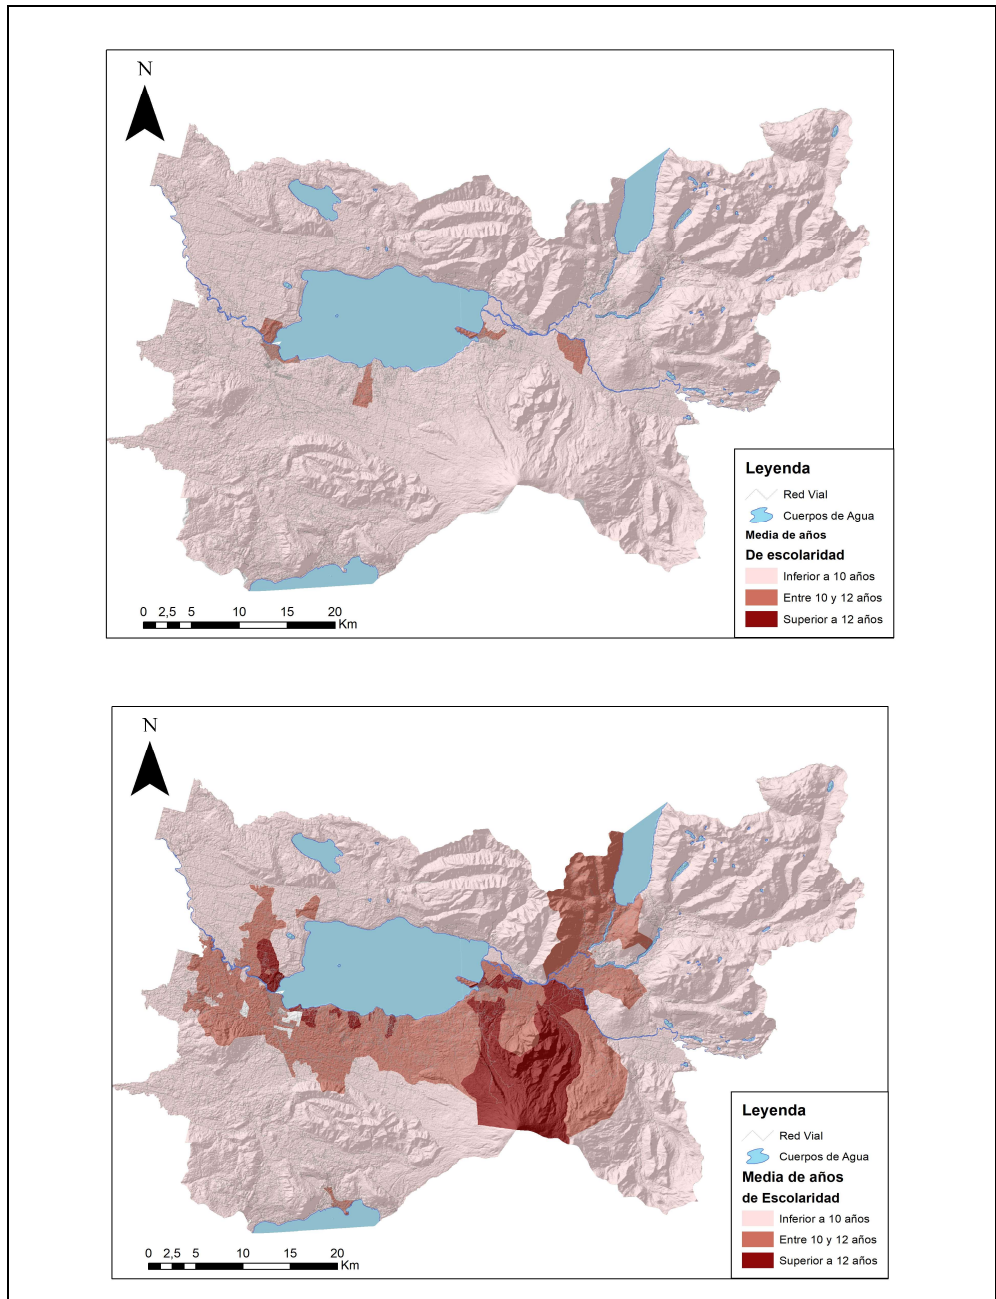 N
Leyenda
Red Vial
Cuerpos de Agua
Media de años
De escolaridad
Inferior a 10 años
Entre 10 y 12 años
Superior a 12 años
0 2,5 5 10 15 20
Km
N
Leyenda
Red Vial
Cuerpos de Agua
Media de años
de Escolaridad
Inferior a 10 años
Entre 10 y 12 años
Superior a 12 años
0 2,5 5 10 15 20
Km